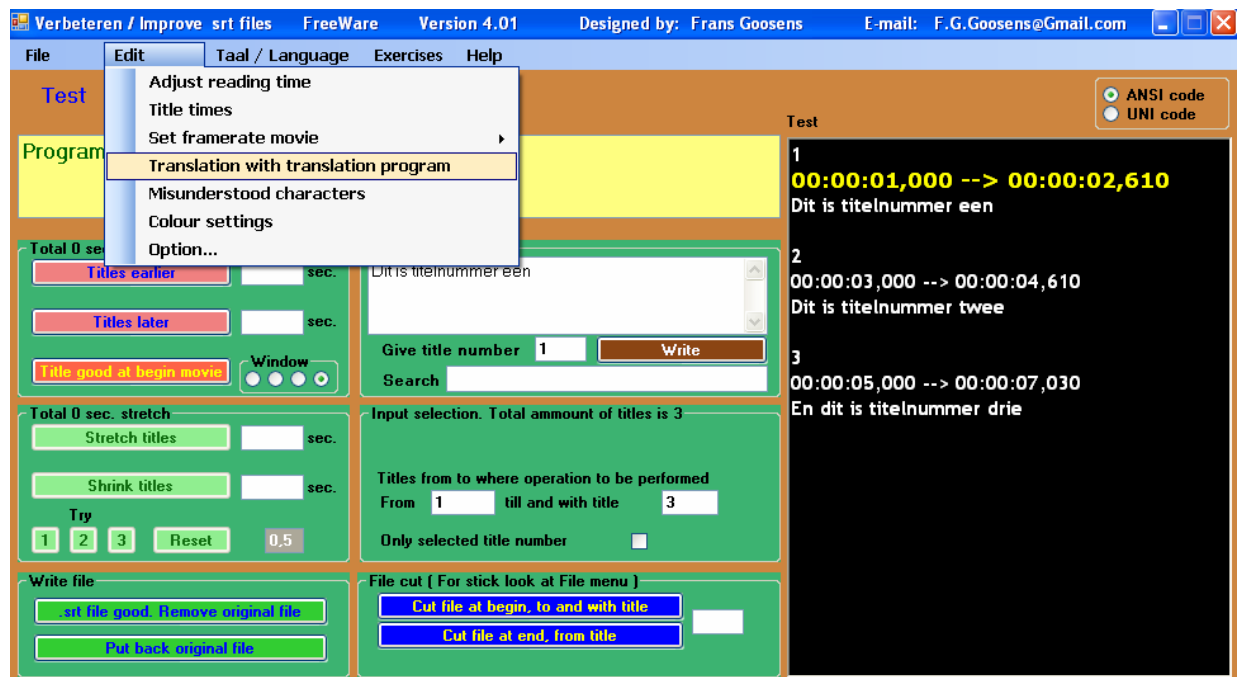 Verbeteren / Improve srt files FreeWare Version 4.01 Designed by: Frans Goosens E-mail: F.G.Goosens@Gmail.com
File Edit Taal / Language Exercises Help
Adjust reading time
Title times
Set framerate movie
Translation with translation program
Misunderstood characters
Colour settings
Option...
Test
Program
ANSI code
UNI code
Total 0 se
Titles earlier sec.
Titles later sec.
Title good at begin movie Window
Dit is titelnummer een
Give title number 1 Write
Search
Total 0 sec. stretch
Stretch titles sec.
Shrink titles sec.
Try
1 2 3 Reset 0,5
Input selection. Total ammount of titles is 3
Titles from to where operation to be performed
From 1 till and with title 3
Only selected title number
Write file
.srt file good. Remove original file
Put back original file
File cut ( For stick look at File menu )
Cut file at begin, to and with title
Cut file at end, from title
Test
1
00:00:01,000 --> 00:00:02,610
Dit is titelnummer een
2
00:00:03,000 --> 00:00:04,610
Dit is titelnummer twee
3
00:00:05,000 --> 00:00:07,030
En dit is titelnummer drie